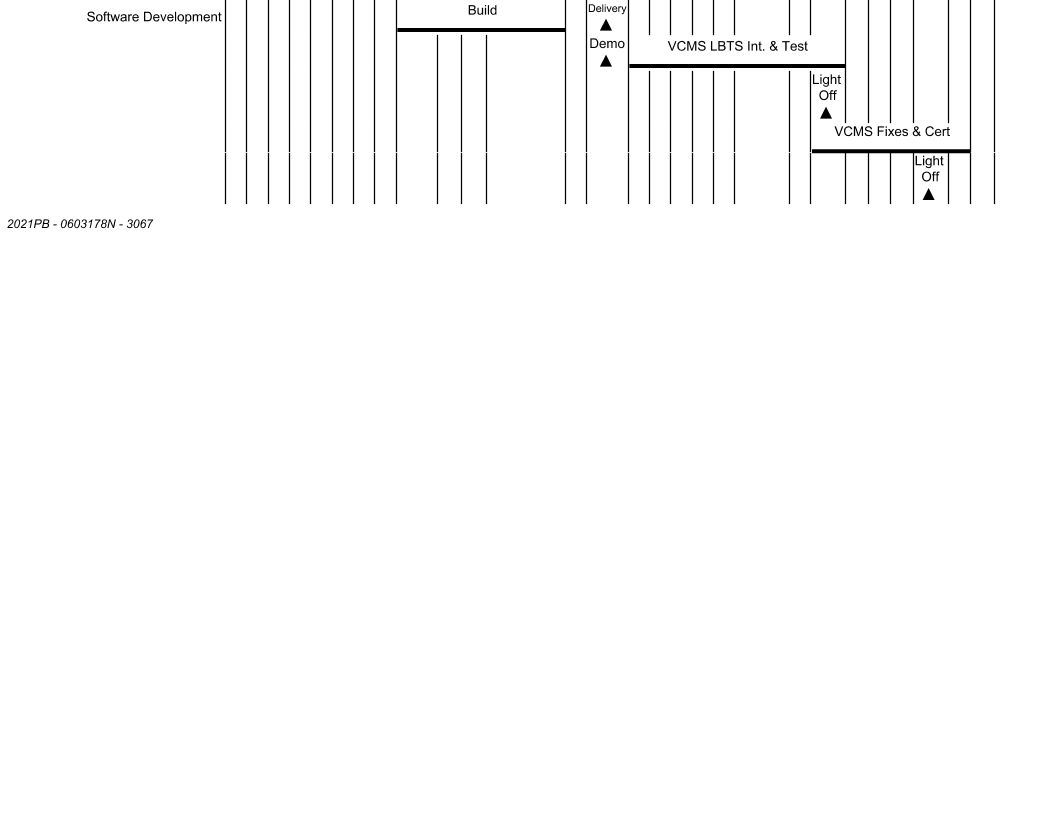 Build
Delivery
Software Development
Demo
VCMS LBTS Int. & Test
Light
Off
VCMS Fixes & Cert
Light
Off
2021PB - 0603178N - 3067